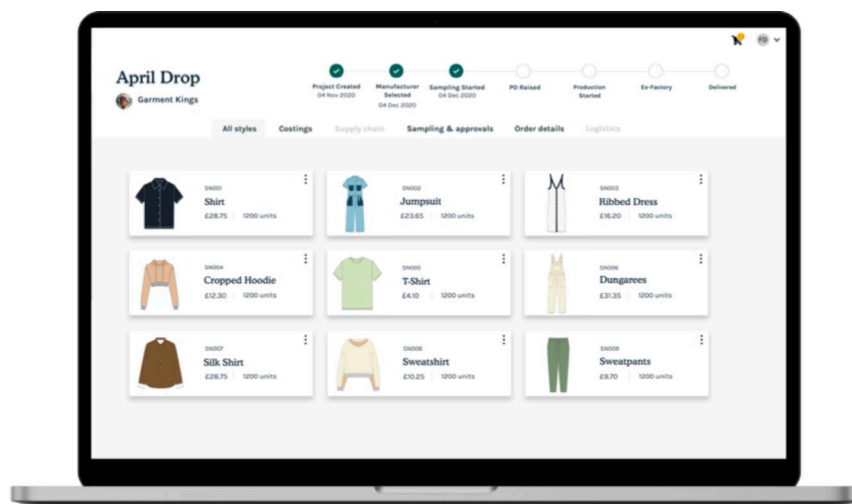 FD
April Drop
Garment Kings
Project Created
04 Nov 2020
Manufacturer
Selected
04 Dec 2020
Sampling Started
04 Dec 2020
PO Raised
Production
Started
Ex-Factory
Delivered
All styles Costings Supply chain Sampling & approvals Order details Logistics
SN001
Shirt
£28.75 1200 units
SN002
Jumpsuit
£23.65 1200 units
SN003
Ribbed Dress
£16.20 1200 units
SN004
Cropped Hoodie
£12.30 1200 units
SN005
T-Shirt
£4.10 1200 units
SN006
Dungarees
£31.35 1200 units
SN007
Silk Shirt
£28.75 1200 units
SN008
Sweatshirt
£10.25 1200 units
SN009
Sweatpants
£9.70 1200 units